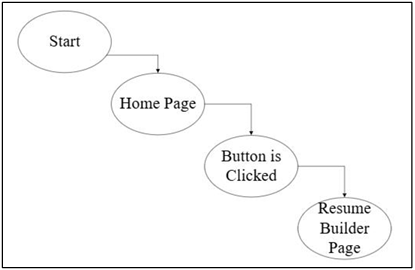 Start
Home Page
Button is
Clicked
Resume
Builder
Page